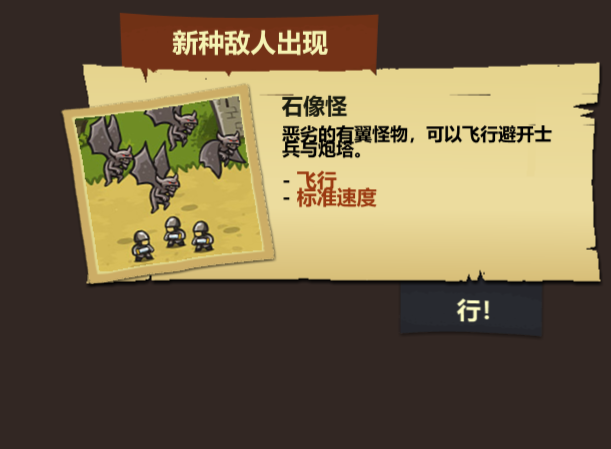 新种敌人出现
石像怪
恶劣的有翼怪物，可以飞行避开士
兵与炮塔。
- 飞行
- 标准速度
行!